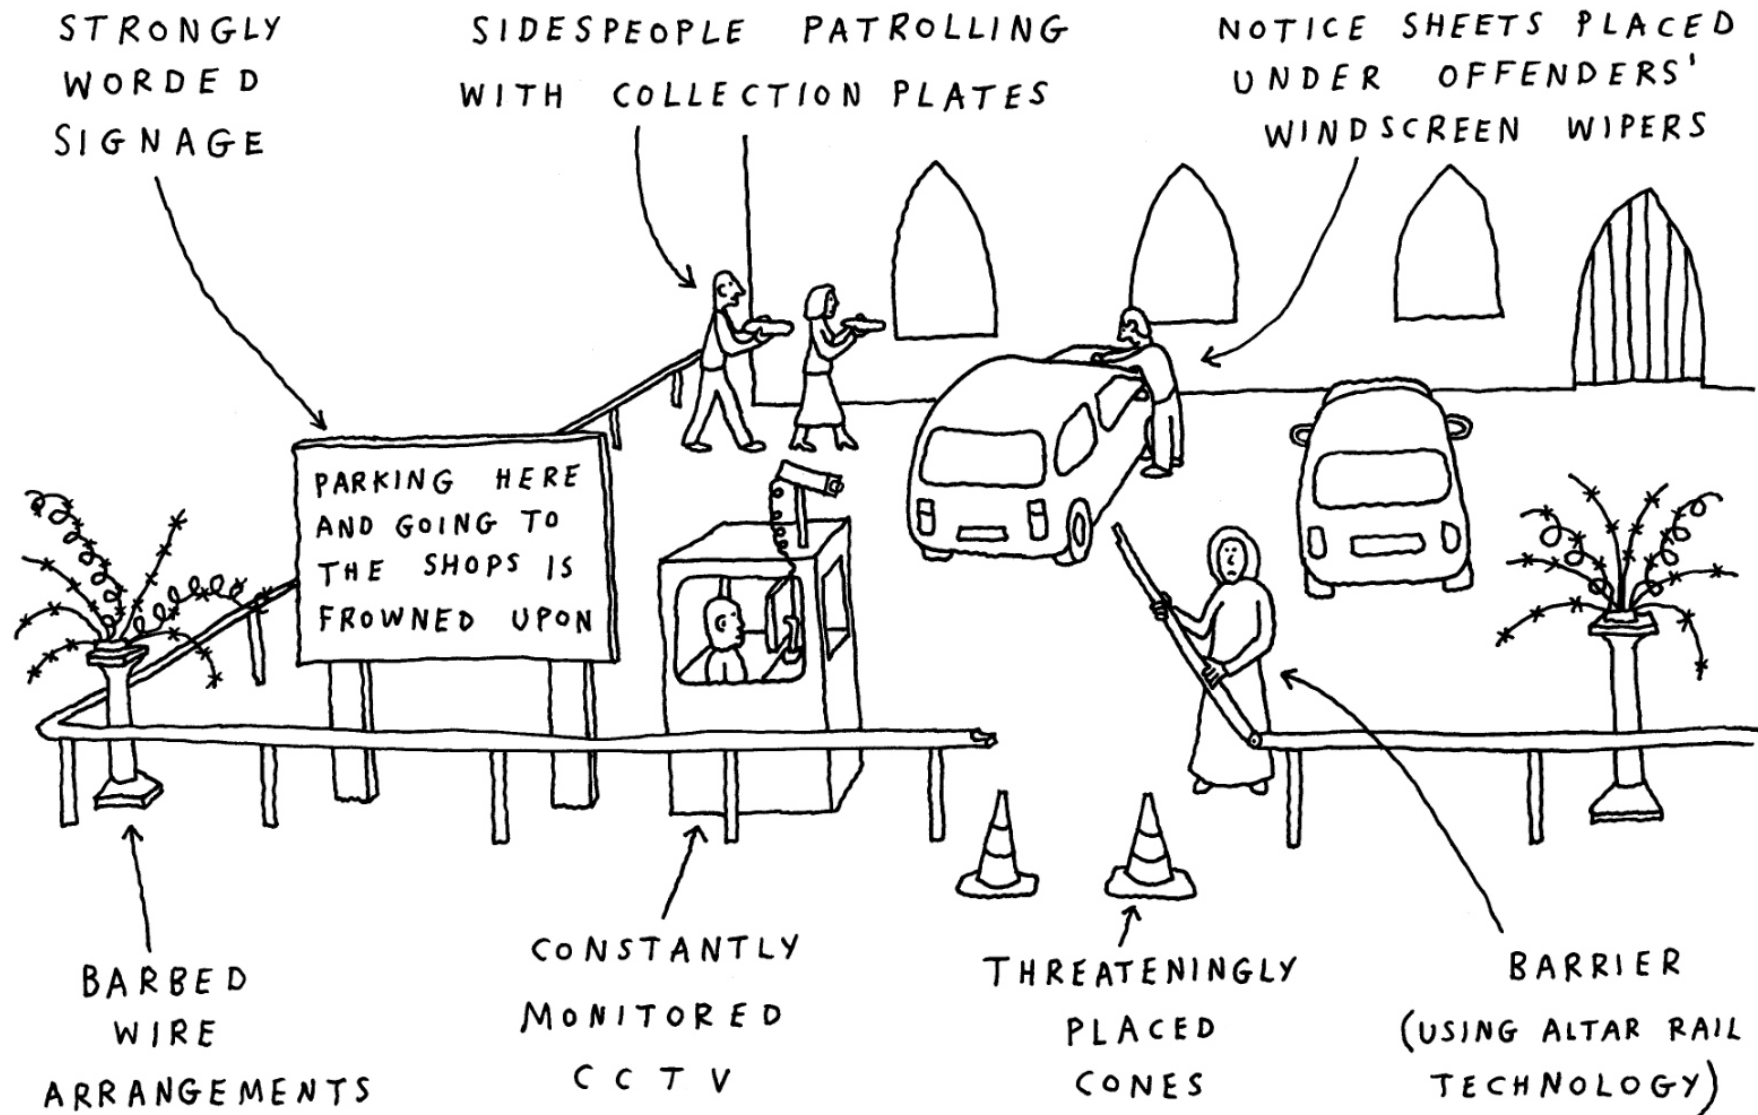 STRONGLY
WORDED
SIGNAGE
SIDESPEOPLE PATROLLING
WITH COLLECTION PLATES
NOTICE SHEETS PLACED
UNDER OFFENDERS'
WINDSCREEN WIPERS
PARKING HERE
AND GOING TO
THE SHOPS IS
FROWNED UPON
BARBED
WIRE
ARRANGEMENTS
CONSTANTLY
MONITORED
CCTV
THREATENINGLY
PLACED
CONES
BARRIER
(USING ALTAR RAIL
TECHNOLOGY)